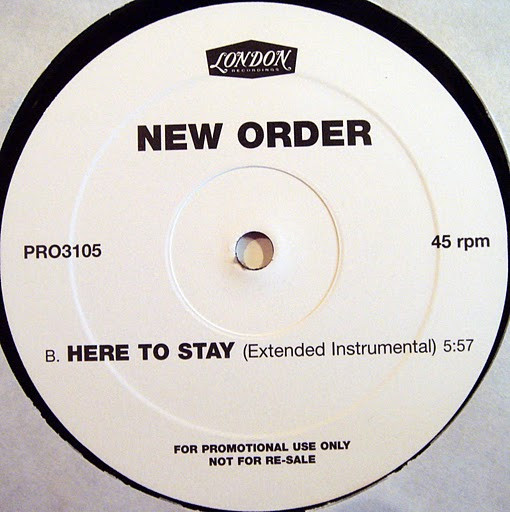 LONDON
RECORDINGS
NEW ORDER
PRO3105
45 rpm
B. HERE TO STAY (Extended Instrumental) 5:57
FOR PROMOTIONAL USE ONLY
NOT FOR RE-SALE